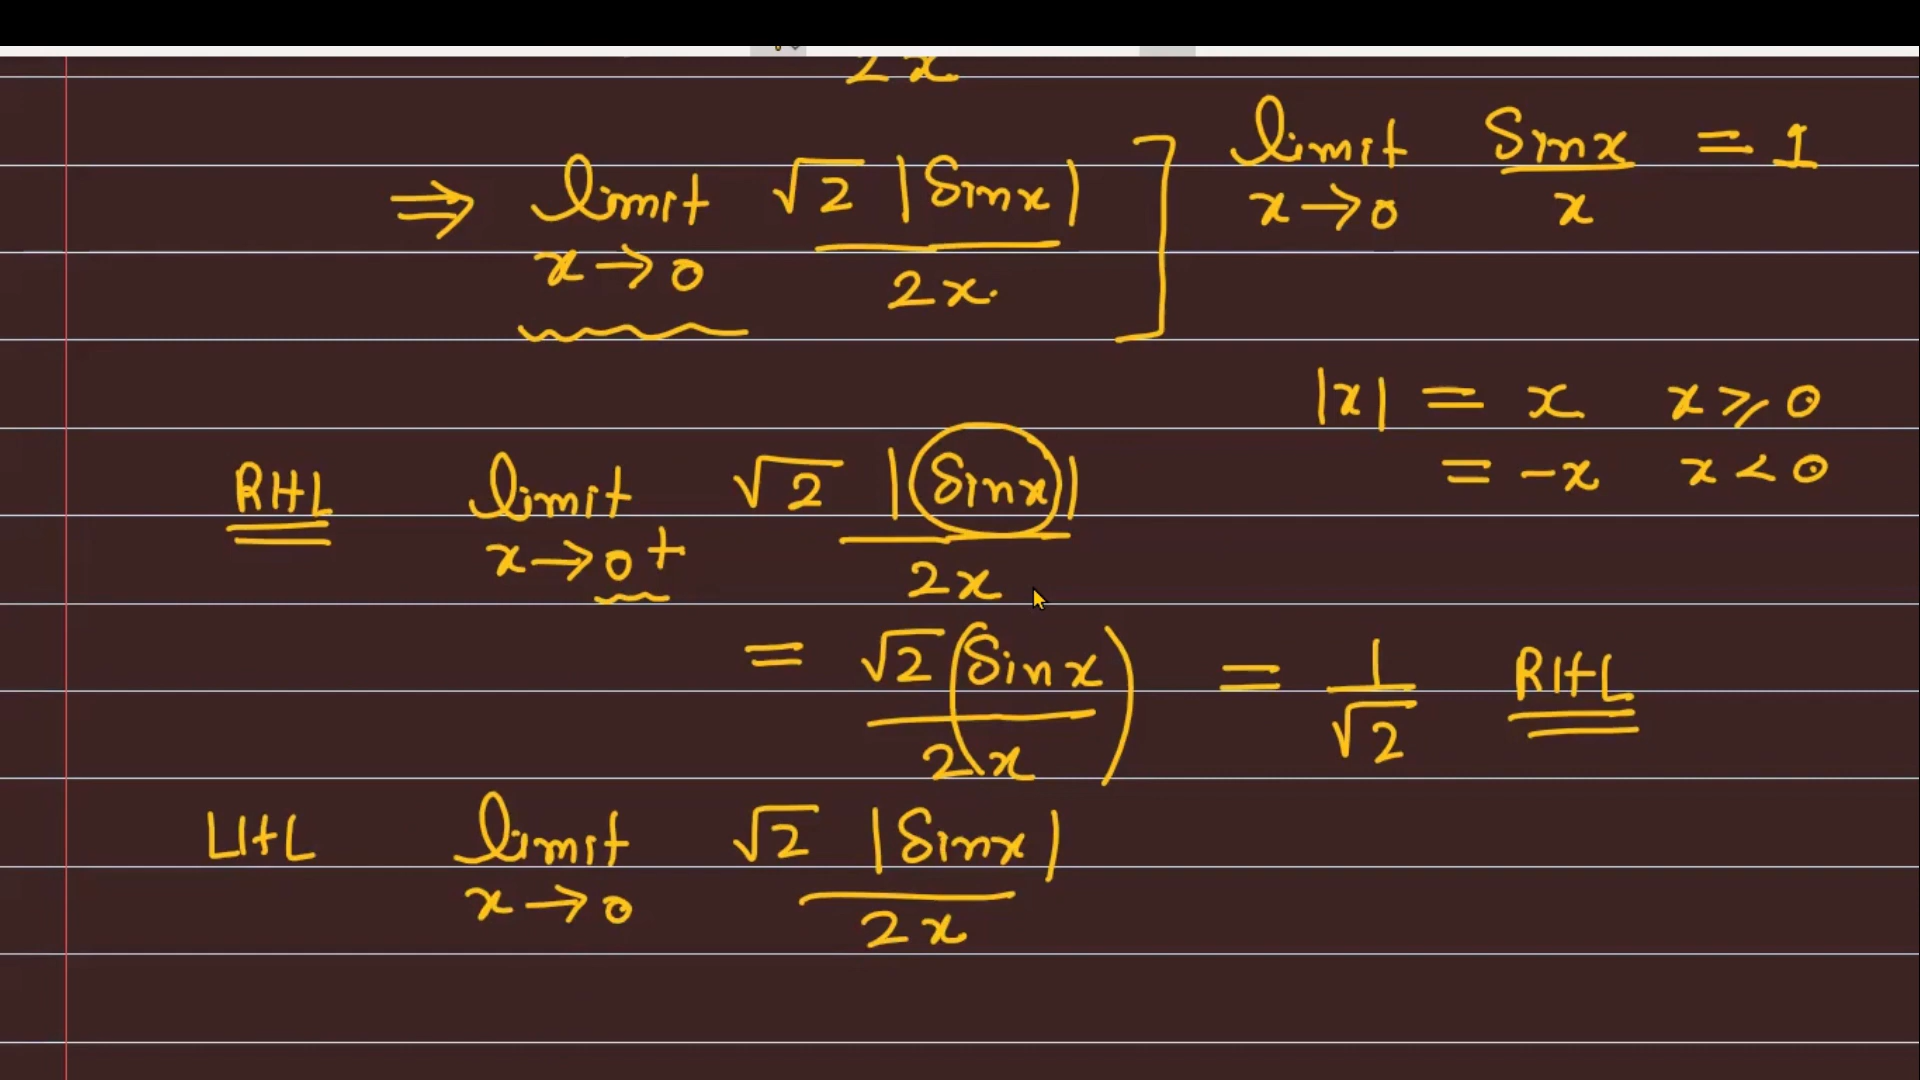 2x
⇒ limit x→0 √2 |Sinx| / 2x. ] limit x→0 Sinx / x = 1
|x| = x x ≥ 0
= -x x < 0
RHL limit x→0+ √2 |(Sinx)| / 2x
= √2 (Sinx / 2 x) = 1/√2 RHL
LHL limit x→0 √2 |Sinx| / 2x